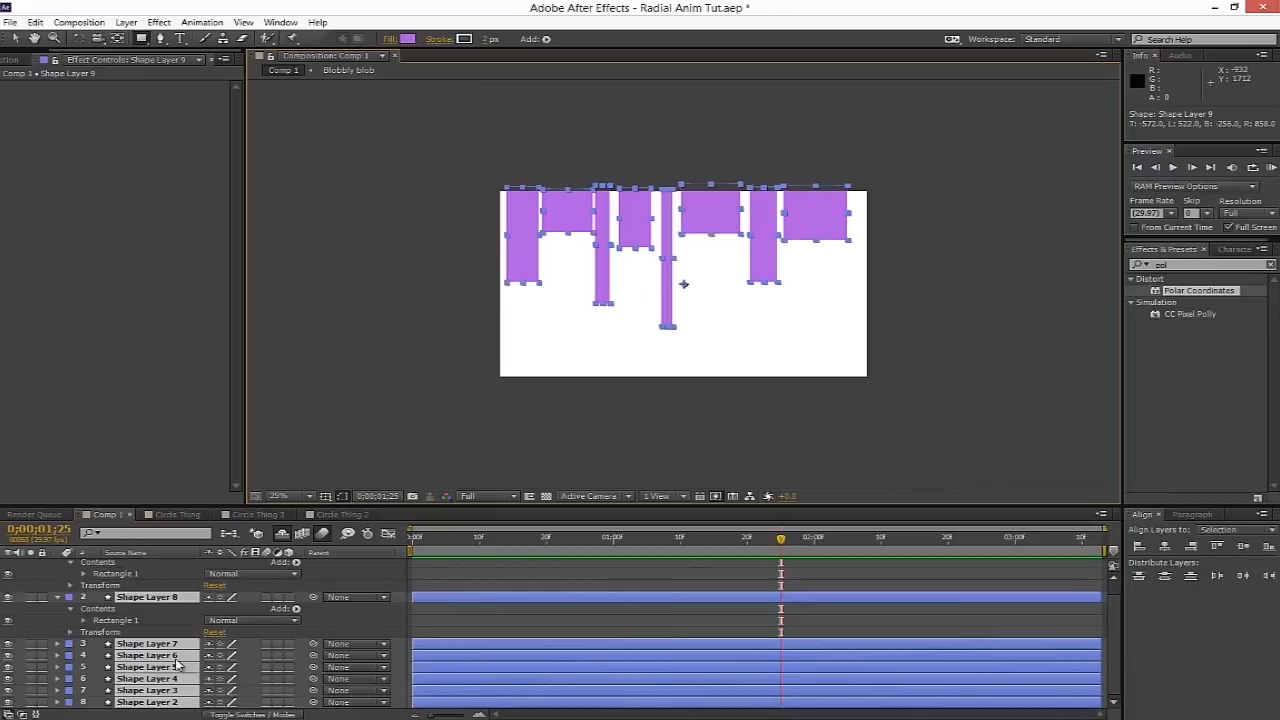 Adobe After Effects - Radial Anim Tut.aep *
File Edit Composition Layer Effect Animation View Window Help
Fill: Stroke: 2 px Add: Workspace: Standard Search Help
Effect Controls: Shape Layer 9
Comp 1 • Shape Layer 9
Composition: Comp 1
Comp 1 Blobbly blob
Info Audio
R:
G:
B:
A: 0
X: -932
Y: 1712
Shape: Shape Layer 9
T: -572.0, L: 522.0, B: -256.0, R: 858.0
Preview
RAM Preview Options
Frame Rate Skip Resolution
(29.97) 0 Full
From Current Time Full Screen
Effects & Presets Characte
pol
Distort
Polar Coordinates
Simulation
CC Pixel Polly
25% 0;00;01;25 Full Active Camera 1 View +0.0
Render Queue Comp 1 Circle Thing Circle Thing 3 Circle Thing 2
0;00;01;25
00055 (29.97 fps)
# Source Name Parent
:00f 10f 20f 01:00f 10f 20f 02:00f 10f 20f 03:00f 10f
Contents Add:
Rectangle 1 Normal
Transform Reset
2 Shape Layer 8 None
Contents Add:
Rectangle 1 Normal
Transform Reset
3 Shape Layer 7 None
4 Shape Layer 6 None
5 Shape Layer 5 None
6 Shape Layer 4 None
7 Shape Layer 3 None
8 Shape Layer 2 None
Toggle Switches / Modes
Align Paragraph
Align Layers to: Selection
Distribute Layers: